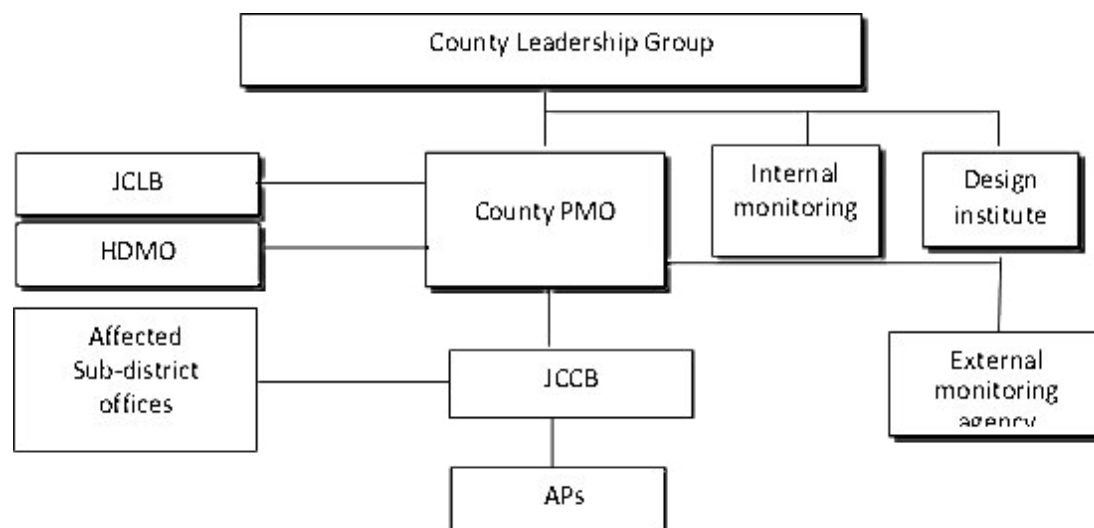 County Leadership Group
JCLB
HDMO
County PMO
Internal
monitoring
Design
institute
Affected
Sub-district
offices
JCCB
External
monitoring
agency
APs